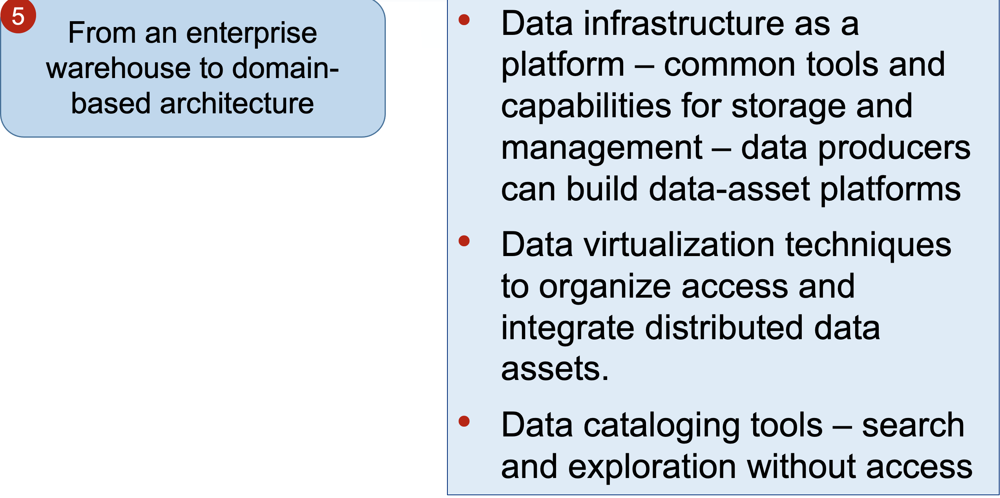 5
From an enterprise
warehouse to domain-
based architecture
• Data infrastructure as a
platform – common tools and
capabilities for storage and
management – data producers
can build data-asset platforms
• Data virtualization techniques
to organize access and
integrate distributed data
assets.
• Data cataloging tools – search
and exploration without access